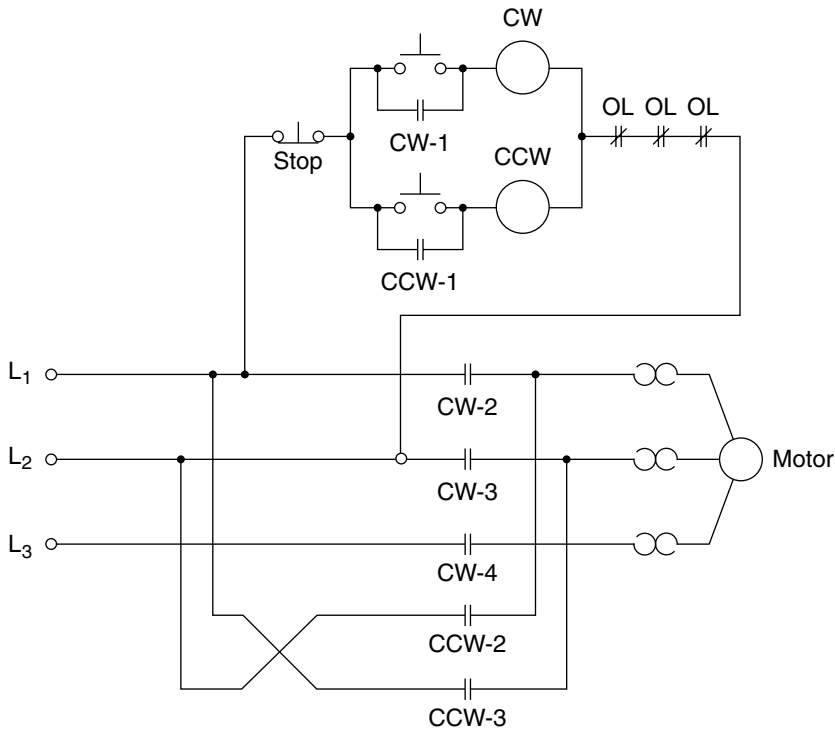 CW
OL OL OL
CW-1
Stop
CCW
CCW-1
L1
CW-2
L2
CW-3
Motor
L3
CW-4
CCW-2
CCW-3